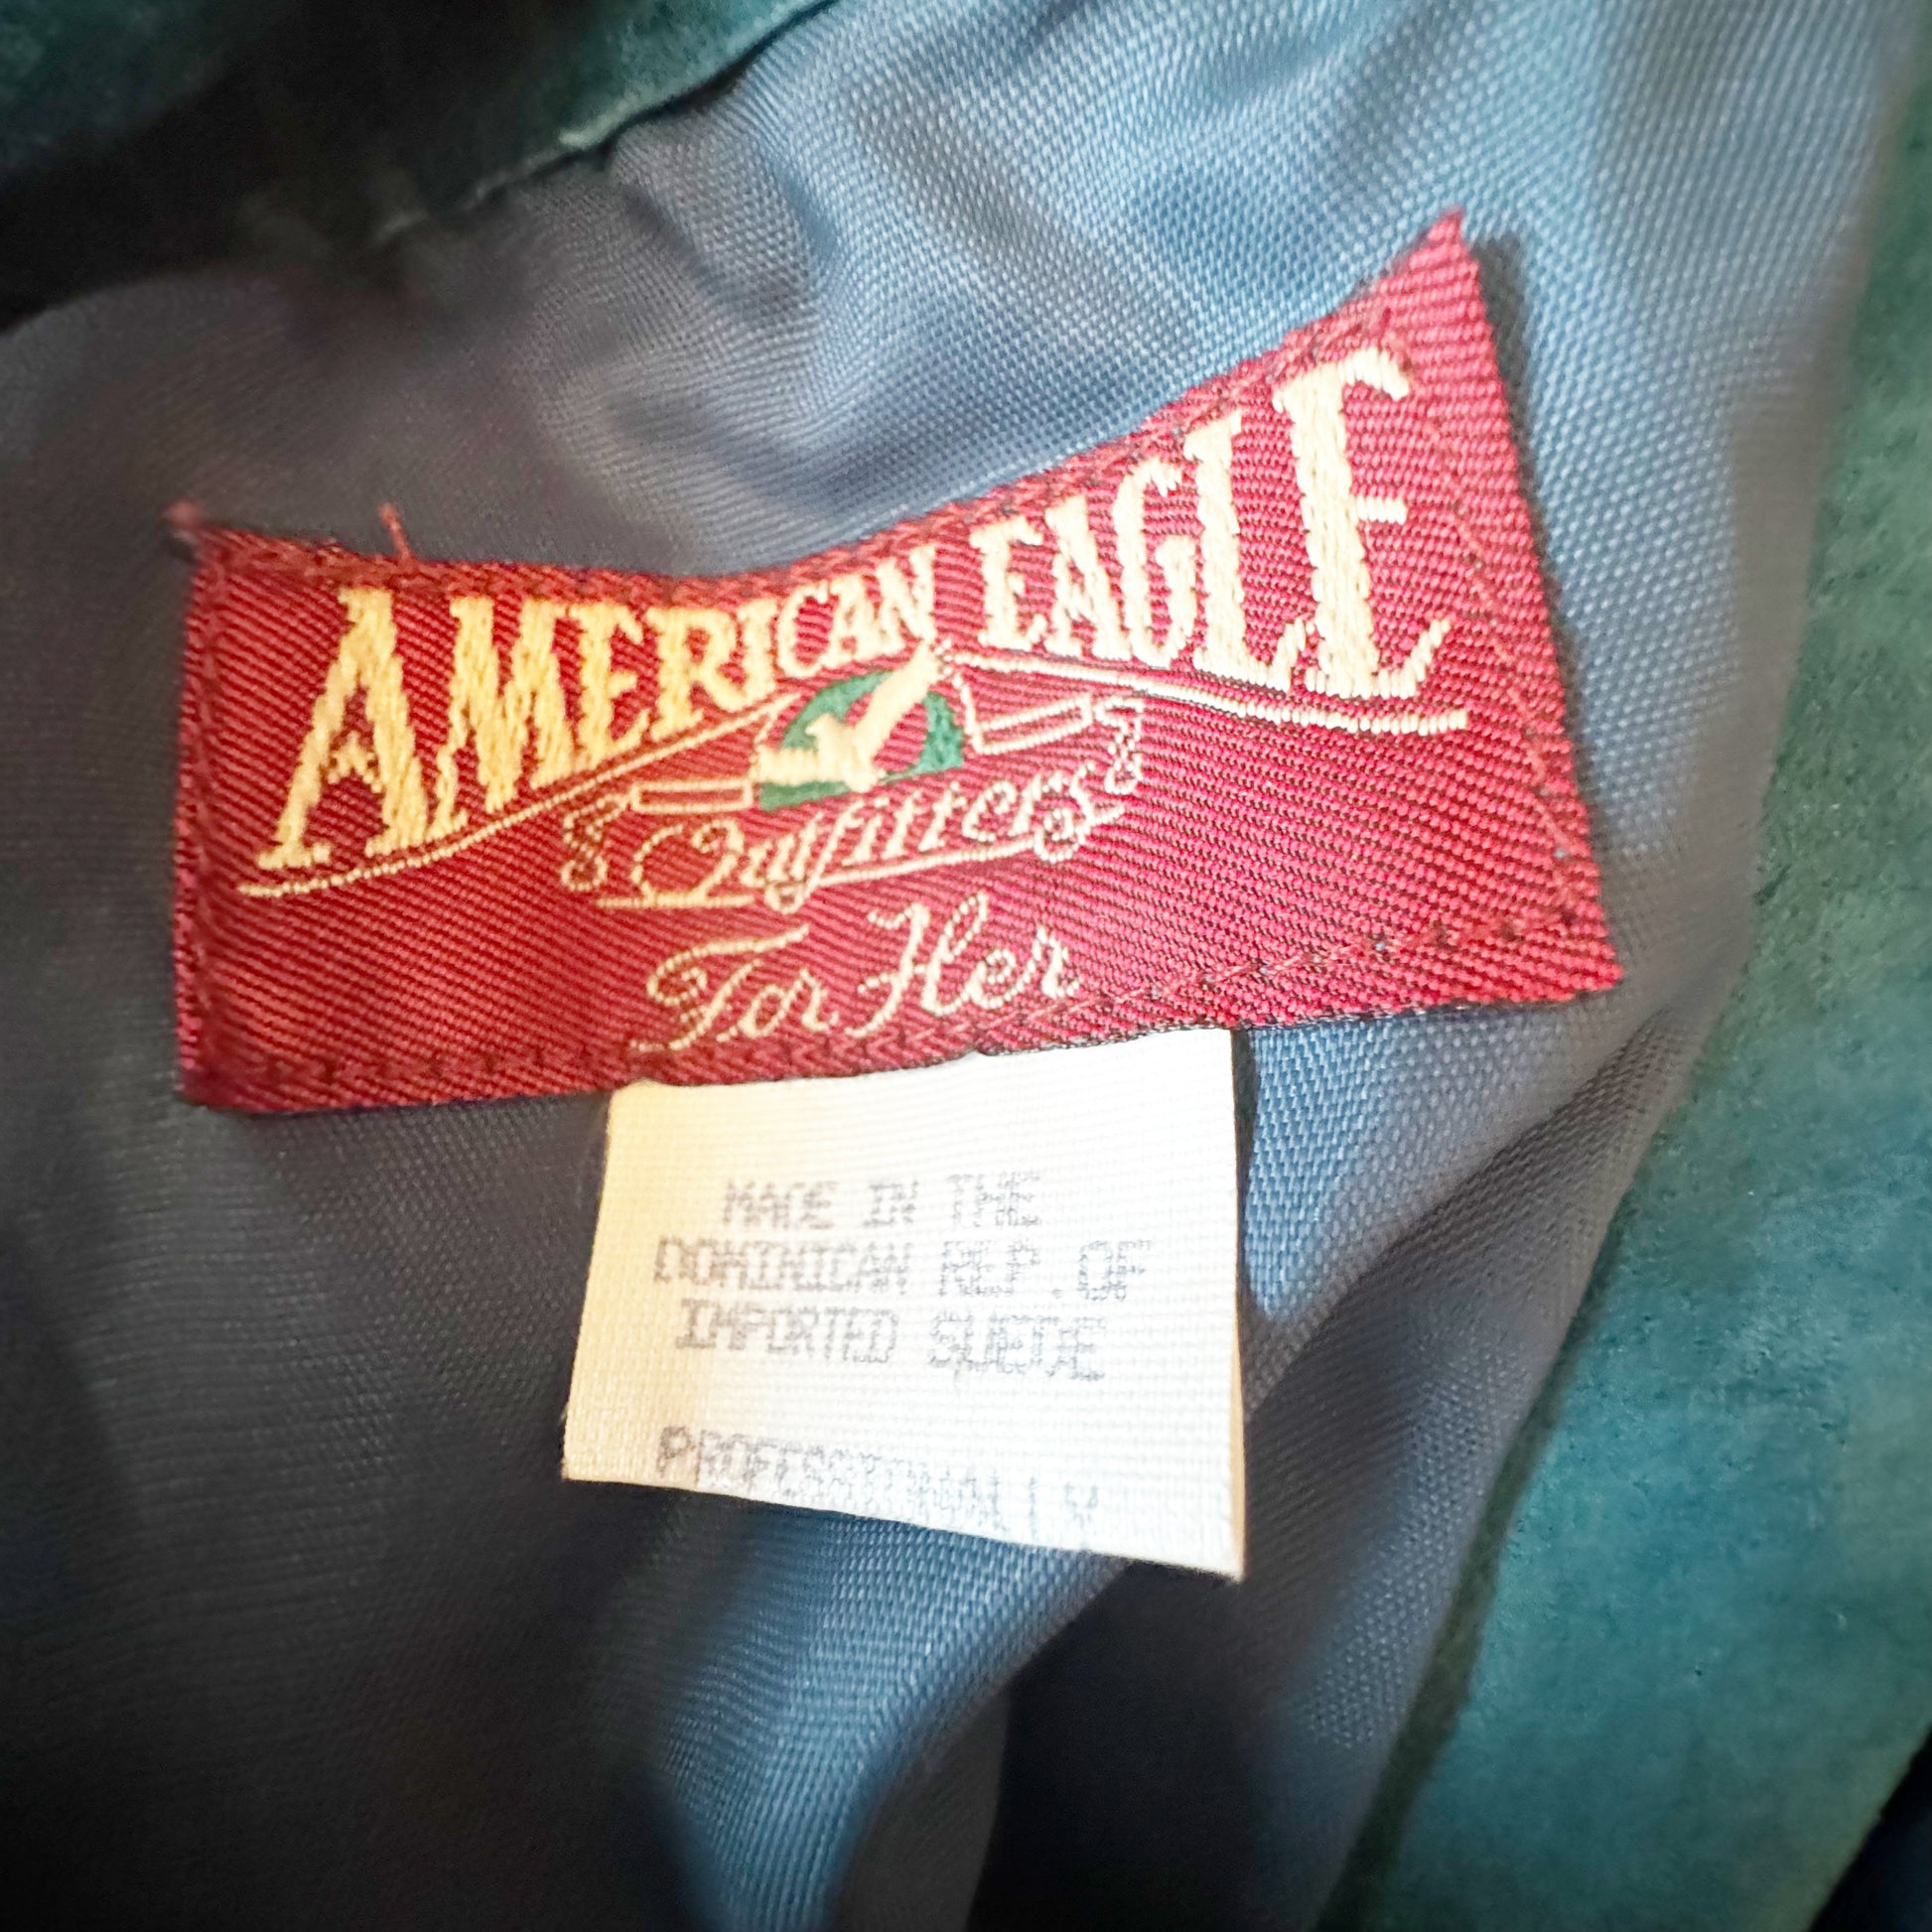 AMERICAN EAGLE
Outfitters
For Her
MADE IN THE
DOMINICAN REP. OF
IMPORTED SUEDE
PROFESSIONALLY